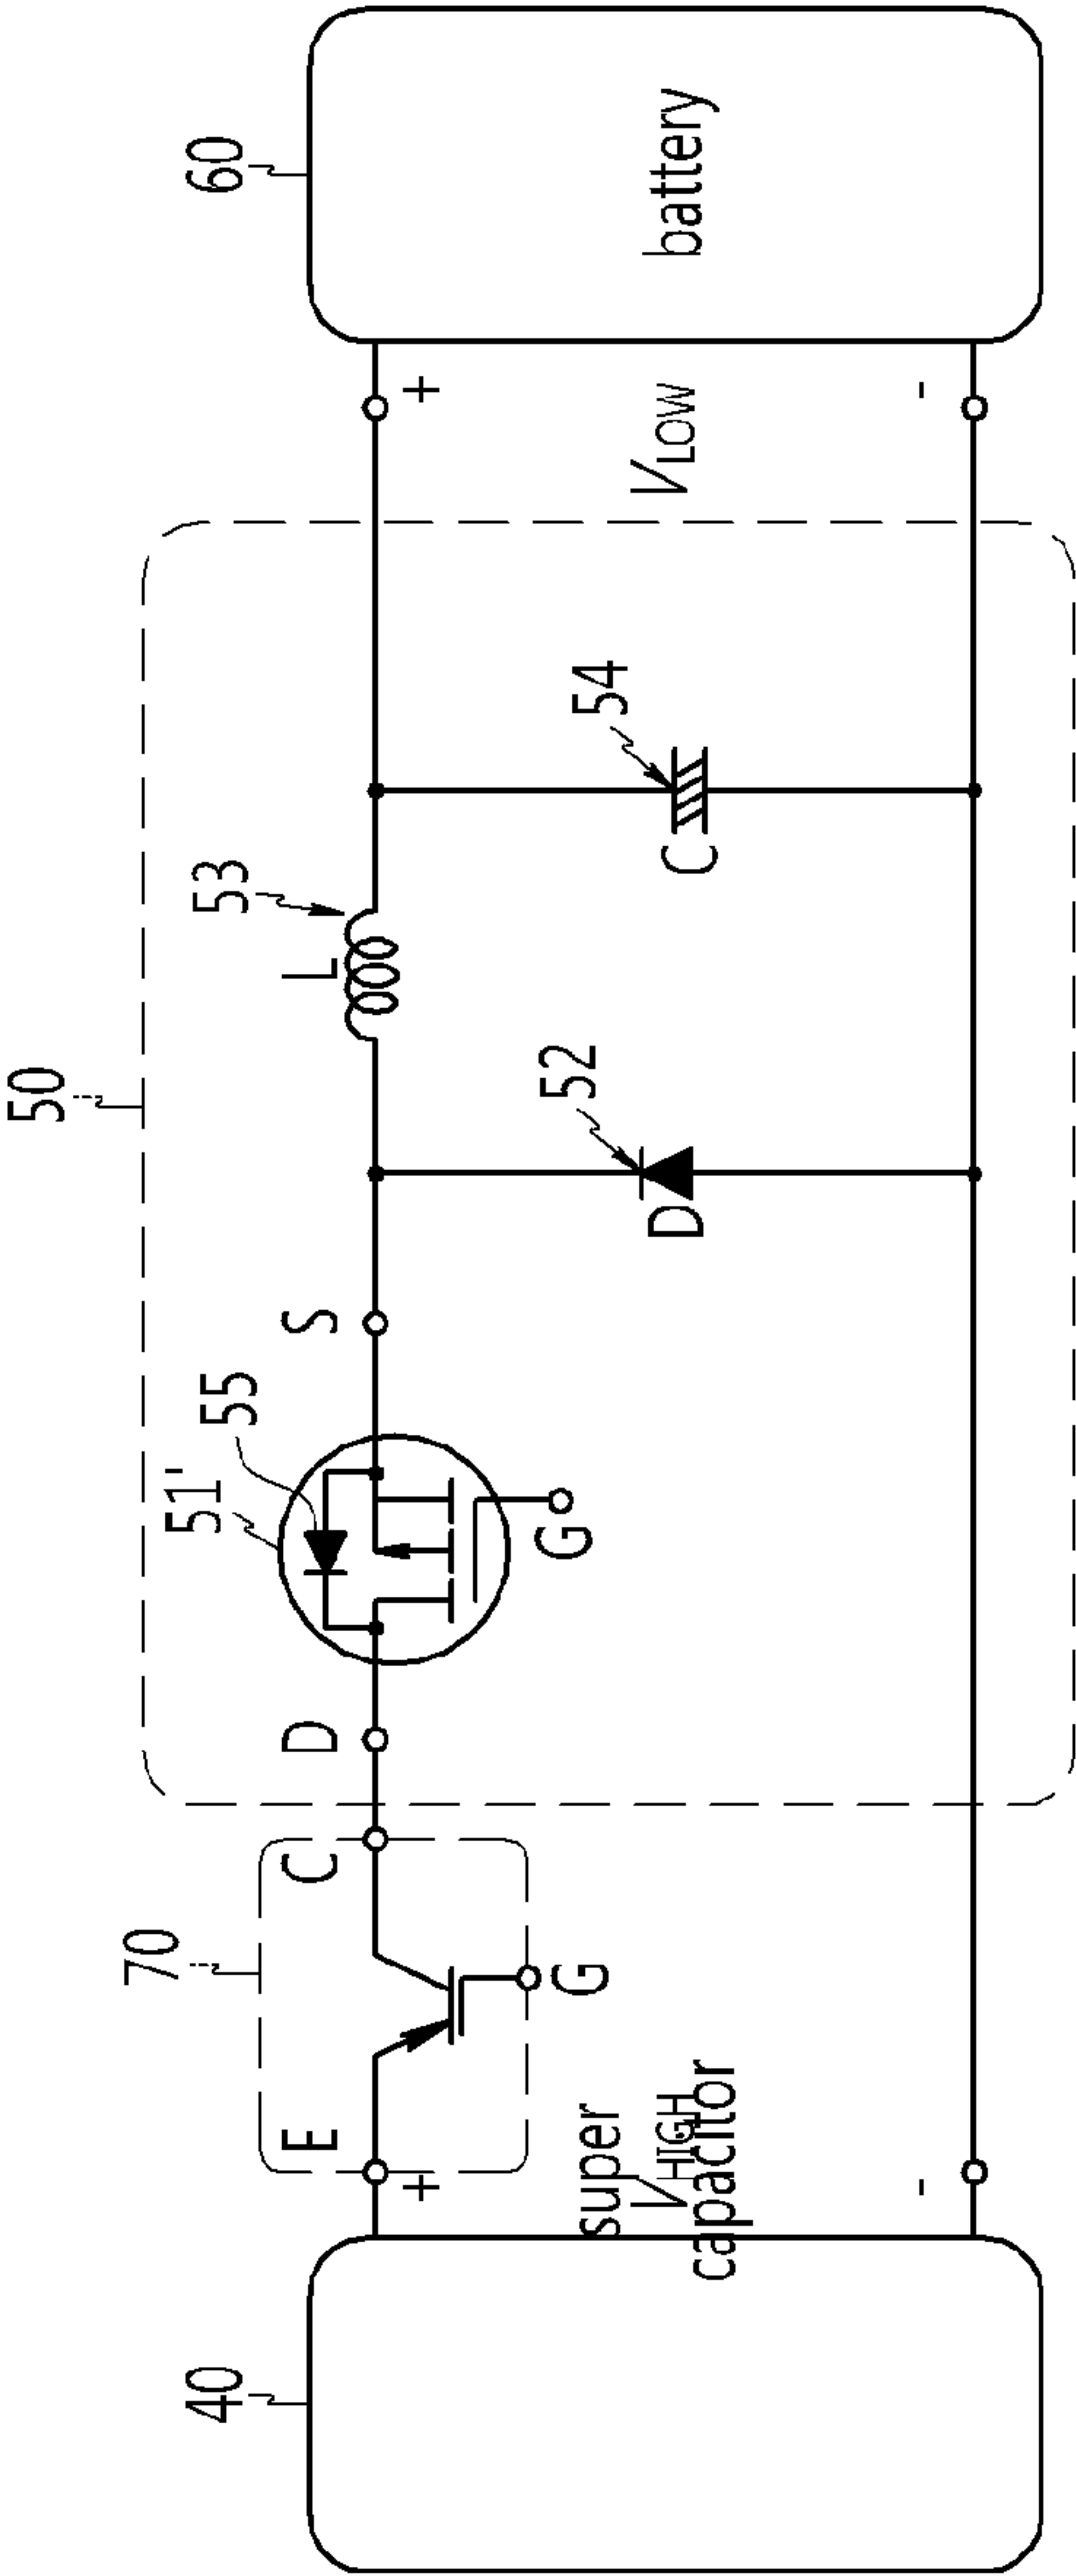 50
40
70
51'
55
53
60
E
C
D
S
L
+
+
G
G
52
54
super
capacitor
VHIGH
D
C
VLOW
battery
-
-